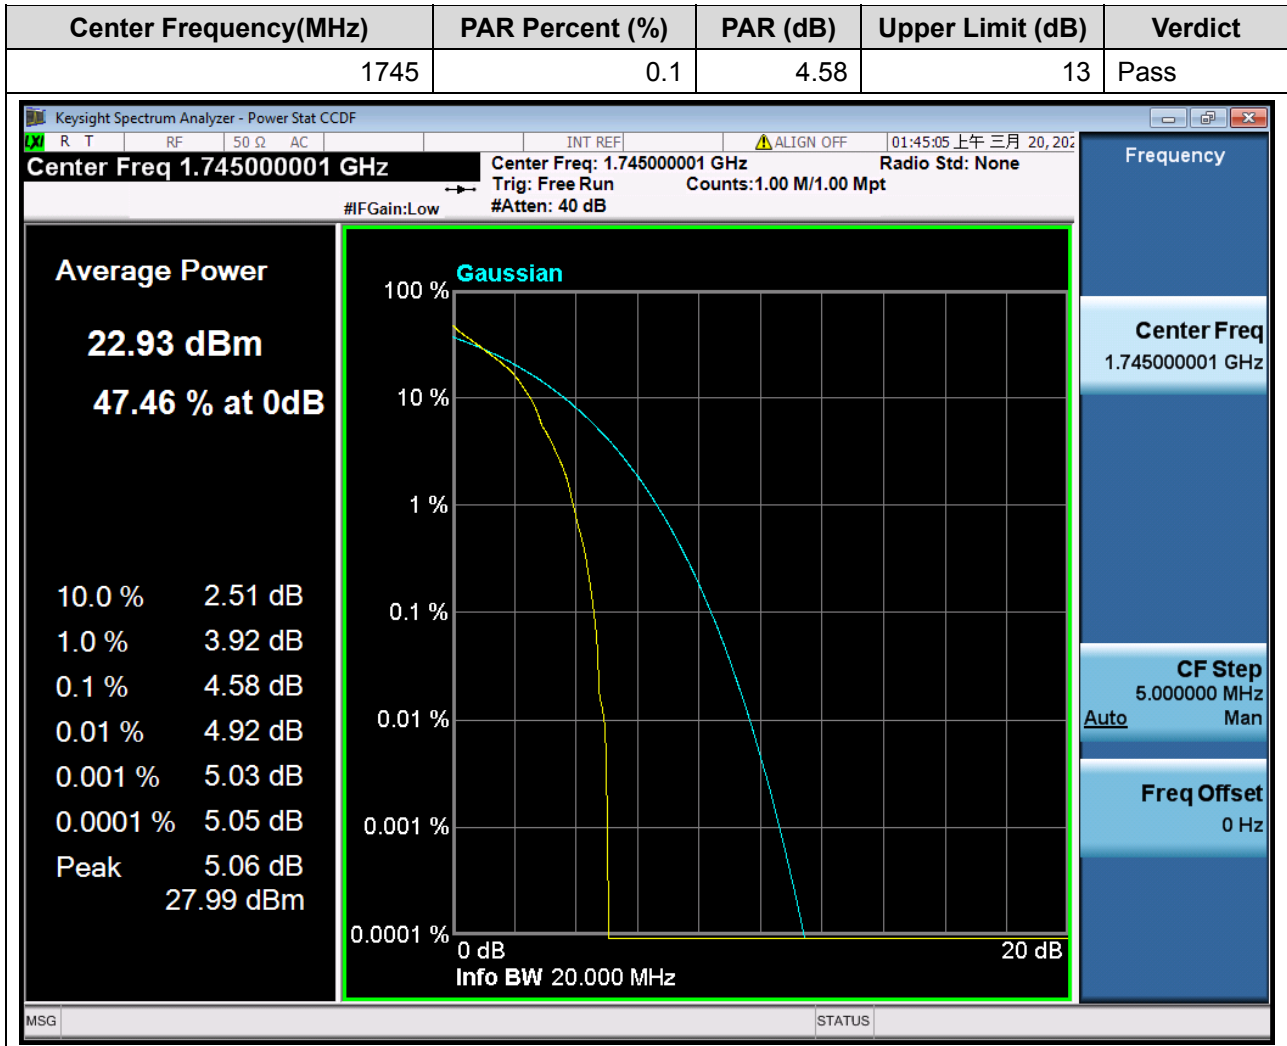 Center Frequency(MHz) PAR Percent (%) PAR (dB) Upper Limit (dB) Verdict
1745 0.1 4.58 13 Pass
Keysight Spectrum Analyzer - Power Stat CCDF
LXI R T RF 50 Ω AC INT REF ALIGN OFF 01:45:05 上午 三月 20, 202
Center Freq 1.745000001 GHz
Center Freq: 1.745000001 GHz Radio Std: None
Trig: Free Run Counts:1.00 M/1.00 Mpt
#IFGain:Low #Atten: 40 dB
Average Power
22.93 dBm
47.46 % at 0dB
10.0 % 2.51 dB
1.0 % 3.92 dB
0.1 % 4.58 dB
0.01 % 4.92 dB
0.001 % 5.03 dB
0.0001 % 5.05 dB
Peak 5.06 dB
27.99 dBm
Gaussian
100 %
10 %
1 %
0.1 %
0.01 %
0.001 %
0.0001 %
0 dB 20 dB
Info BW 20.000 MHz
Frequency
Center Freq
1.745000001 GHz
CF Step
5.000000 MHz
Auto Man
Freq Offset
0 Hz
MSG STATUS